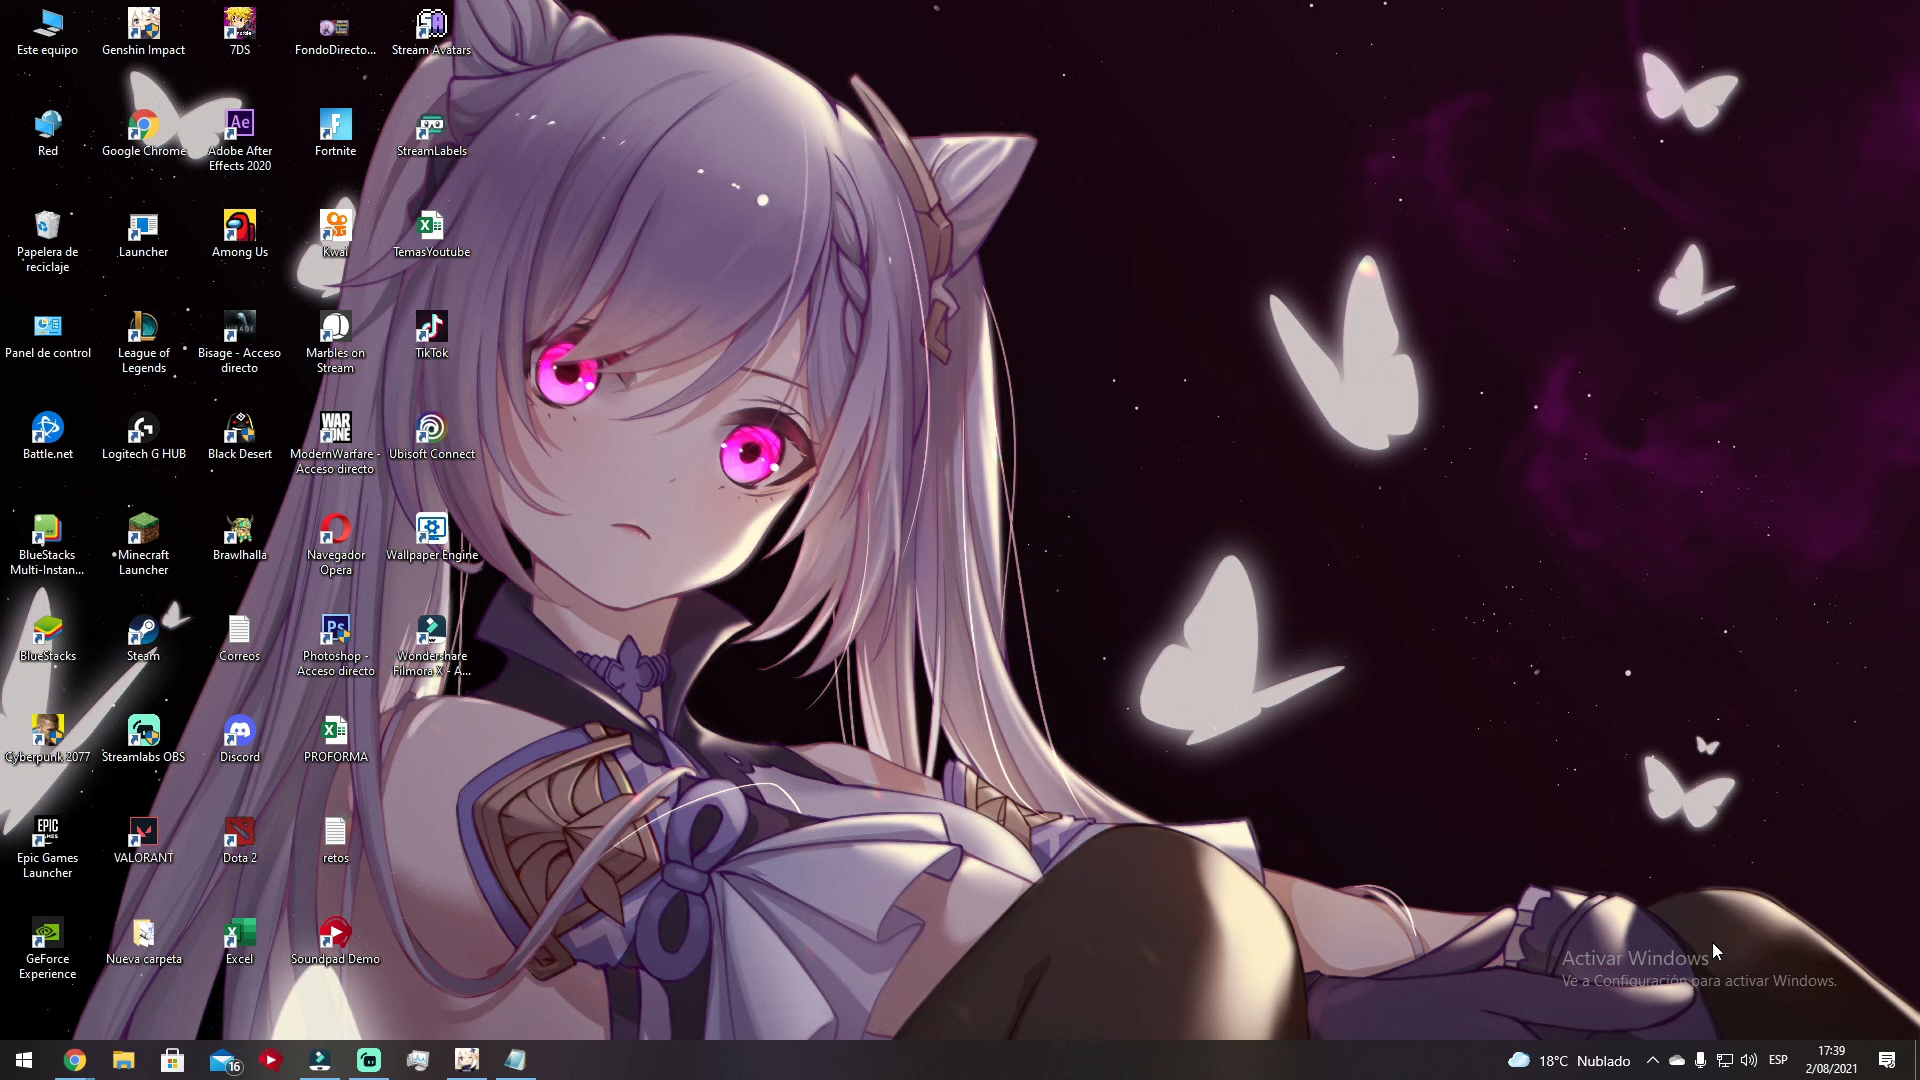 Este equipo
Genshin Impact
7DS
FondoDirecto...
Stream Avatars
Red
Google Chrome
Adobe After
Effects 2020
Fortnite
StreamLabels
Papelera de
reciclaje
Launcher
Among Us
Kwai
TemasYoutube
Panel de control
League of
Legends
Bisage - Acceso
directo
Marbles on
Stream
TikTok
Battle.net
Logitech G HUB
Black Desert
WAR
ZONE
ModernWarfare -
Acceso directo
Ubisoft Connect
BlueStacks
Multi-Instan...
Minecraft
Launcher
Brawlhalla
Navegador
Opera
Wallpaper Engine
BlueStacks
Steam
Correos
Photoshop -
Acceso directo
Wondershare
Filmora X - A...
Cyberpunk 2077
Streamlabs OBS
Discord
PROFORMA
Epic Games
Launcher
VALORANT
Dota 2
retos
GeForce
Experience
Nueva carpeta
Excel
Soundpad Demo
Activar Windows
Ve a Configuración para activar Windows.
16
18°C Nublado
ESP
17:39
2/08/2021